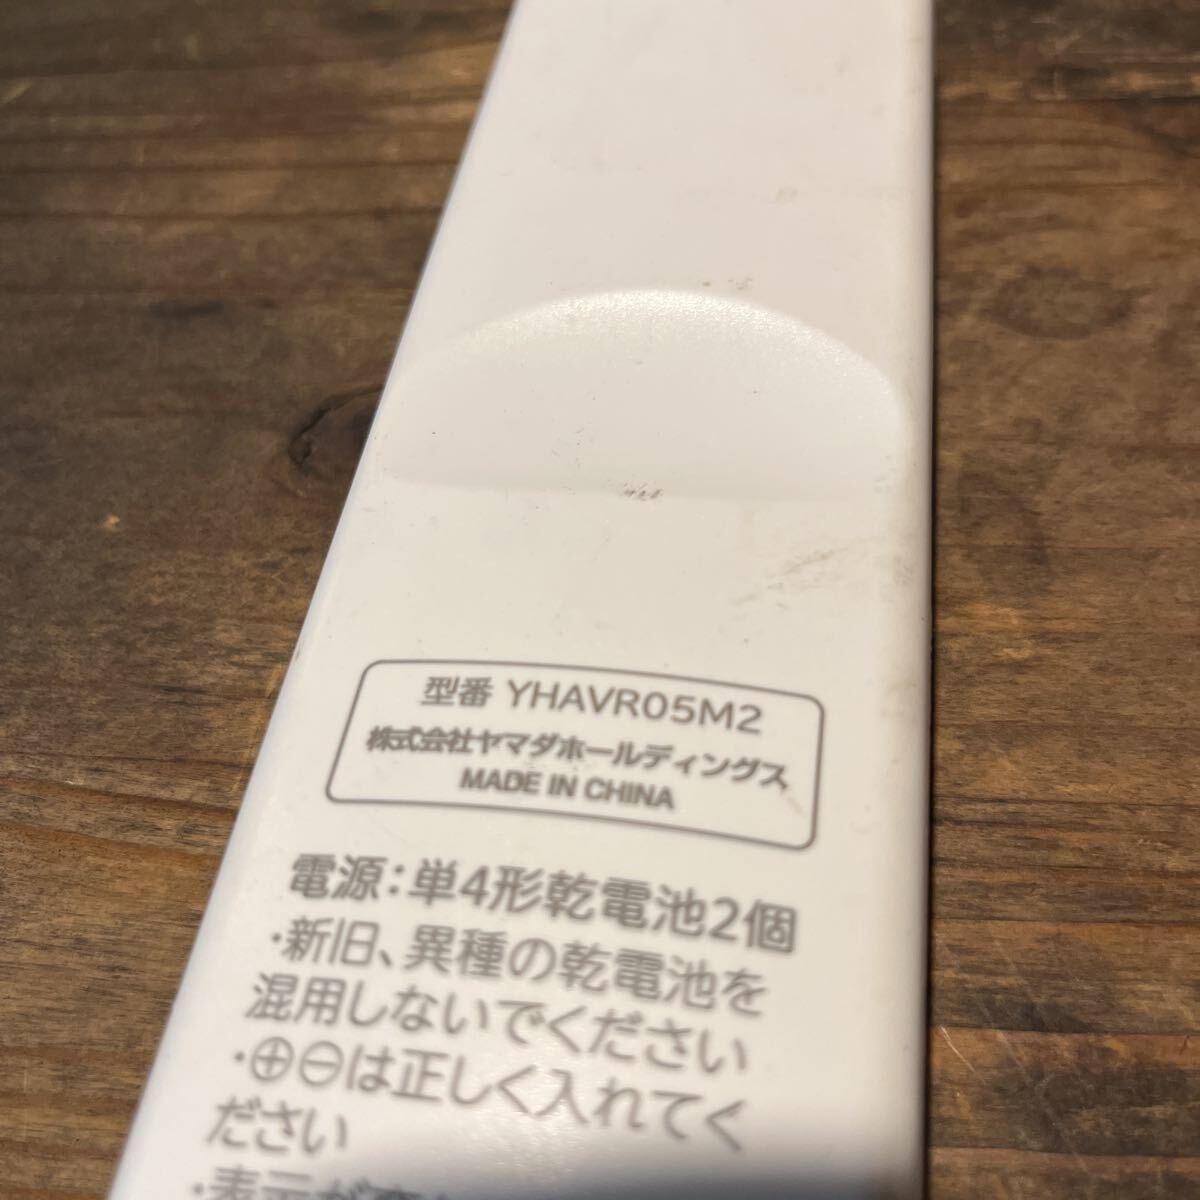 型番 YHAVR05M2
株式会社ヤマダホールディングス
MADE IN CHINA
電源:単4形乾電池2個
・新旧、異種の乾電池を
混用しないでください
・⊕⊖は正しく入れてく
ださい
・表示が